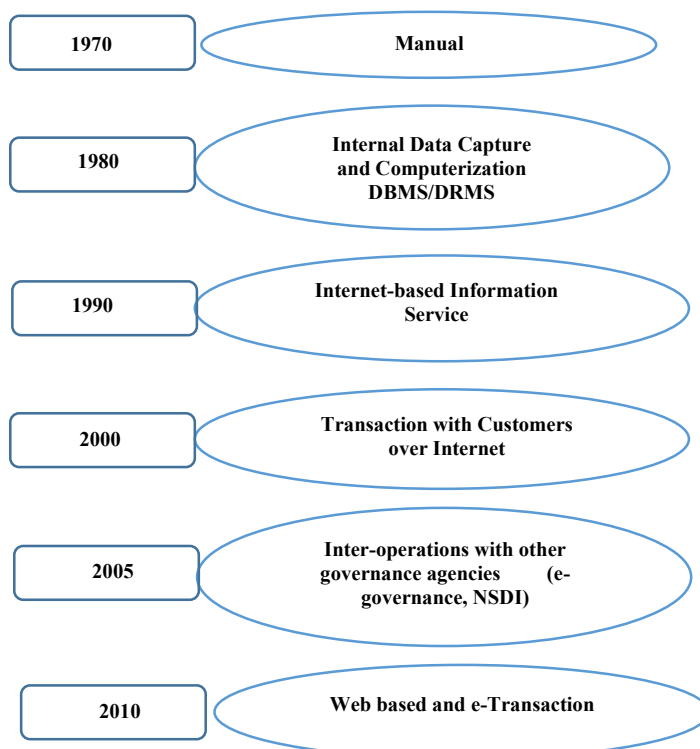 1970
Manual
1980
Internal Data Capture
and Computerization
DBMS/DRMS
1990
Internet-based Information
Service
2000
Transaction with Customers
over Internet
2005
Inter-operations with other
governance agencies (e-
governance, NSDI)
2010
Web based and e-Transaction